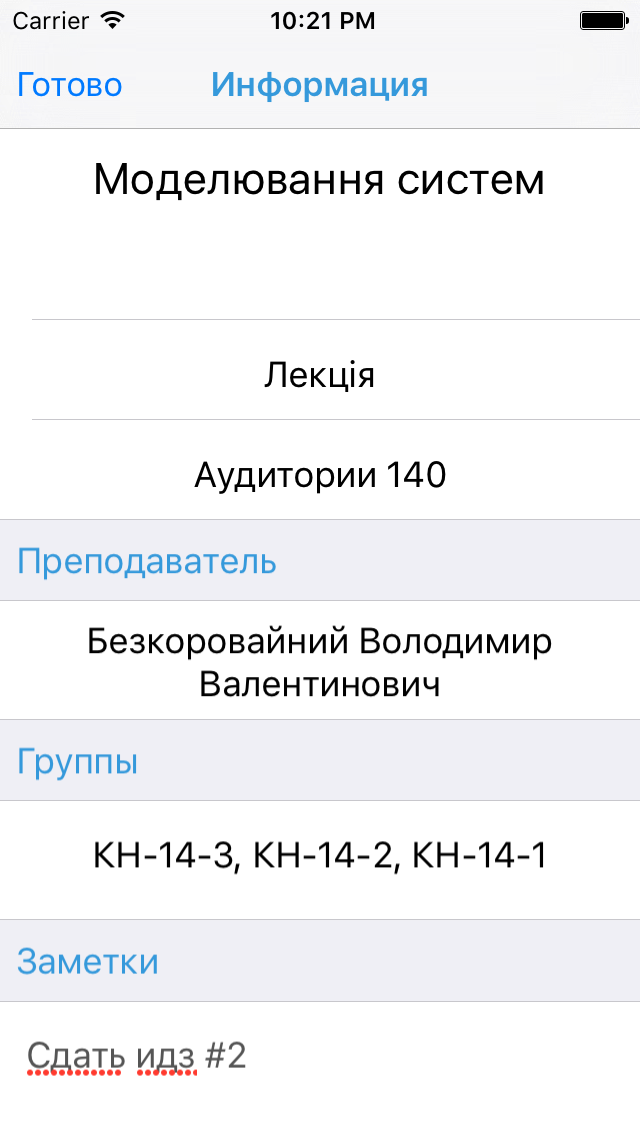 Carrier 10:21 PM
Готово Информация
Моделювання систем
Лекція
Аудитории 140
Преподаватель
Безкоровайний Володимир
Валентинович
Группы
КН-14-3, КН-14-2, КН-14-1
Заметки
Сдать идз #2